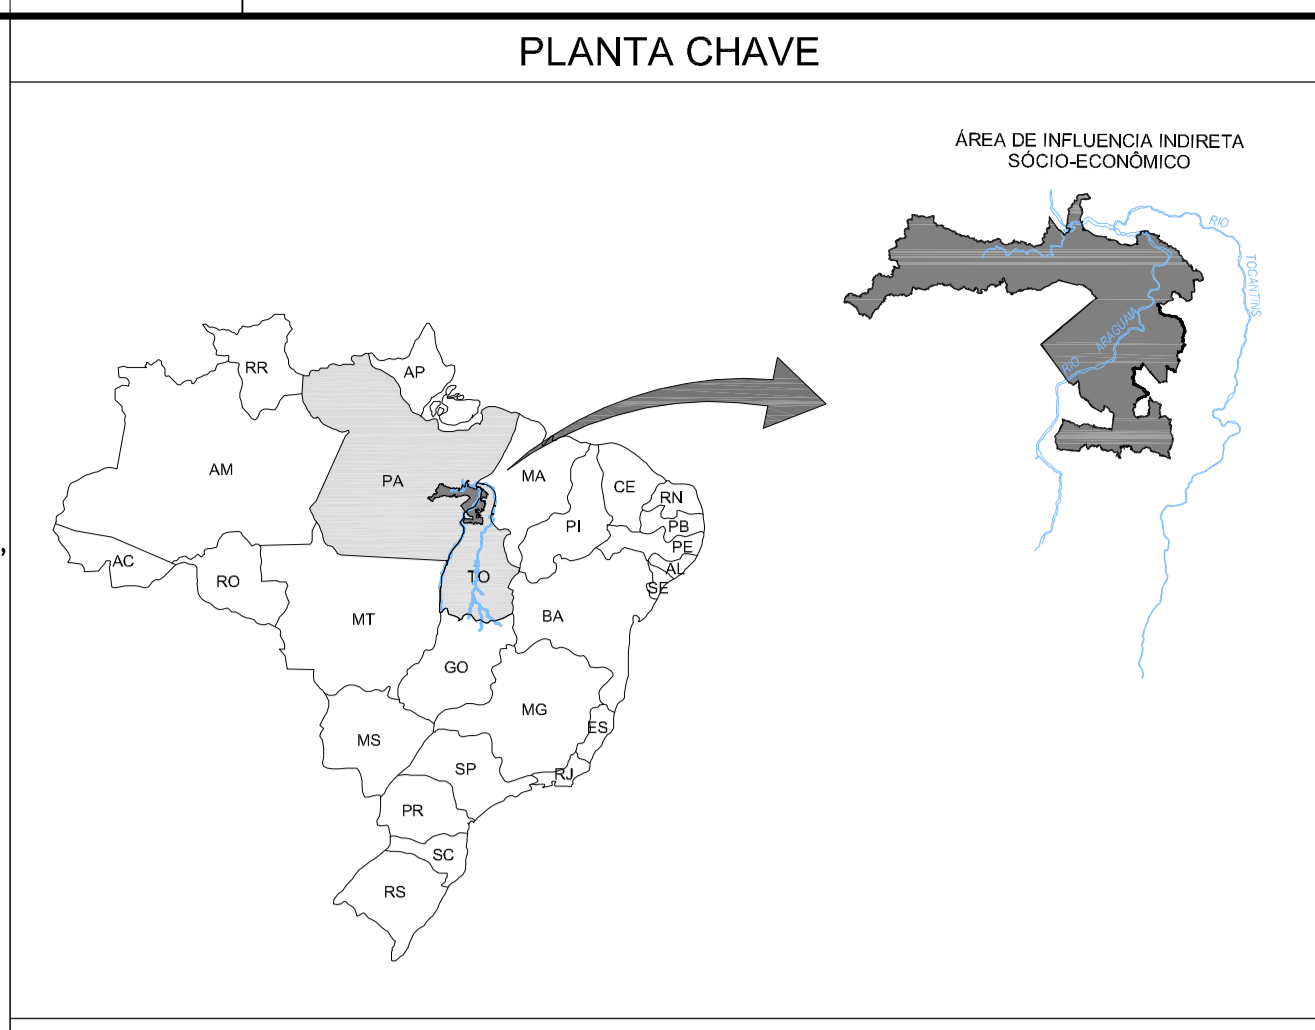 PLANTA CHAVE
ÁREA DE INFLUENCIA INDIRETA
SÓCIO-ECONÔMICO
RIO
TOCANTINS
RIO ARAGUAIA
RR
AP
AM
PA
MA
CE
RN
PI
PB
PE
AC
RO
TO
AL
SE
MT
BA
GO
MG
ES
MS
SP
RJ
PR
SC
RS
,